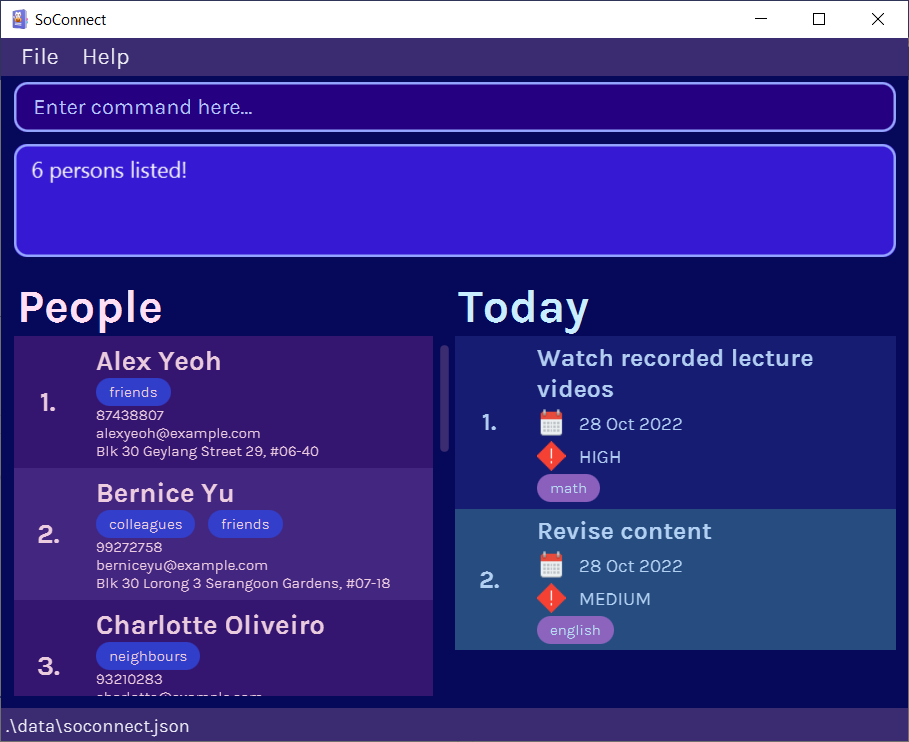 SoConnect
File Help
Enter command here...
6 persons listed!
People
1.
Alex Yeoh
friends
87438807
alexyeoh@example.com
Blk 30 Geylang Street 29, #06-40
2.
Bernice Yu
colleagues friends
99272758
berniceyu@example.com
Blk 30 Lorong 3 Serangoon Gardens, #07-18
3.
Charlotte Oliveiro
neighbours
93210283
Today
1.
Watch recorded lecture
videos
28 Oct 2022
HIGH
math
2.
Revise content
28 Oct 2022
MEDIUM
english
.\data\soconnect.json